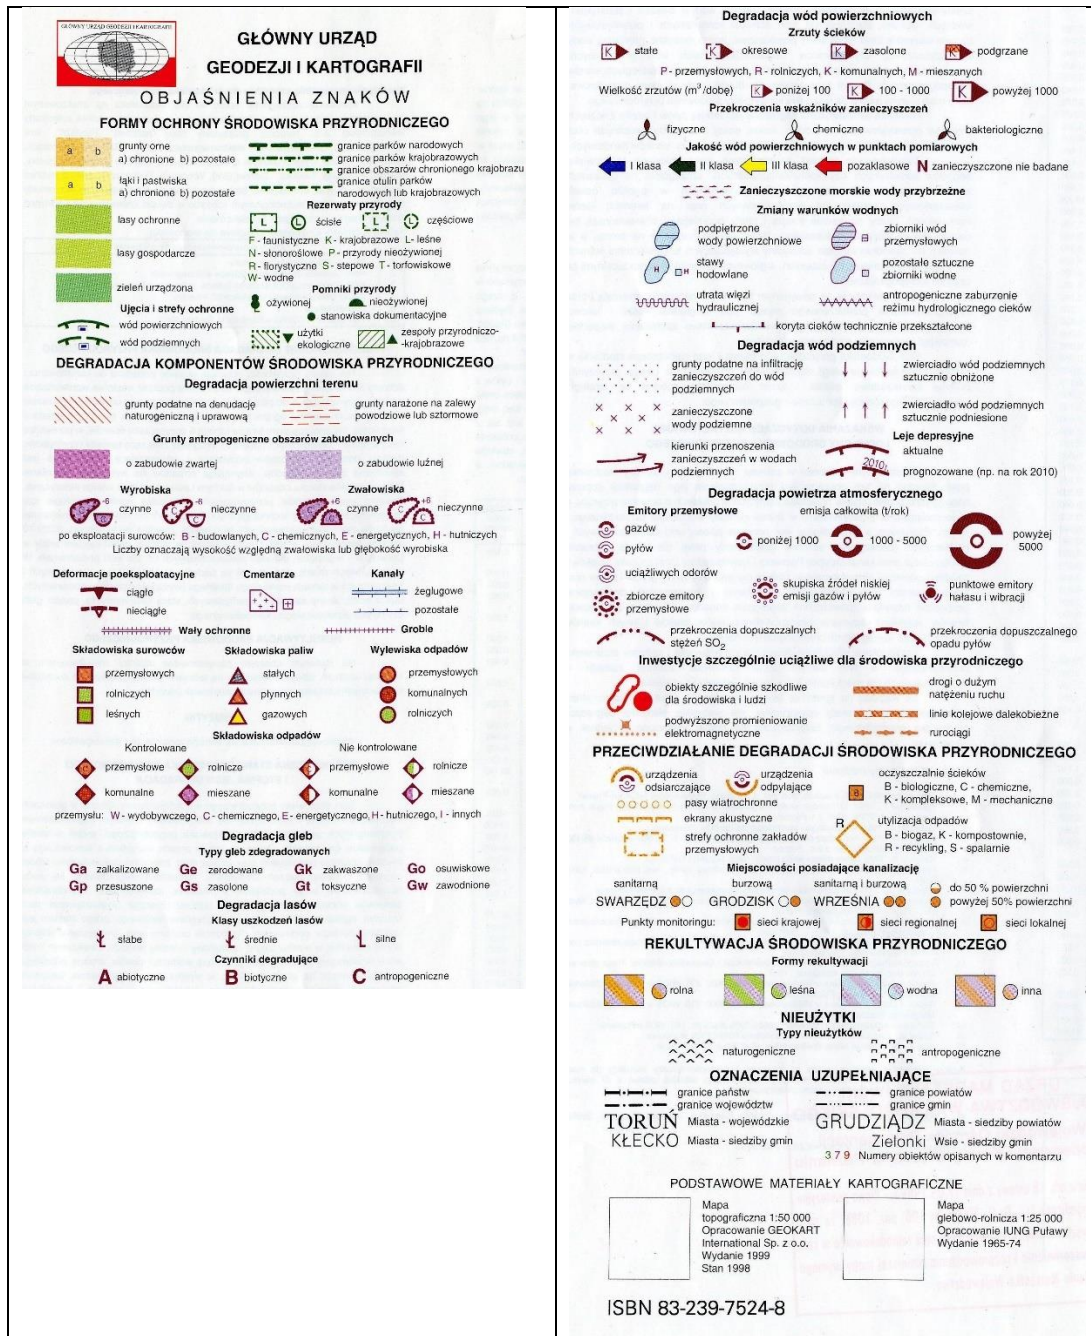 GŁÓWNY URZĄD GEODEZJI I KARTOGRAFII
GŁÓWNY URZĄD
GEODEZJI I KARTOGRAFII
OBJAŚNIENIA ZNAKÓW
FORMY OCHRONY ŚRODOWISKA PRZYRODNICZEGO
a b grunty orne
a) chronione b) pozostałe
a b łąki i pastwiska
a) chronione b) pozostałe
lasy ochronne
lasy gospodarcze
zieleń urządzona
Ujęcia i strefy ochronne
wód powierzchniowych
wód podziemnych
granice parków narodowych
granice parków krajobrazowych
granice obszarów chronionego krajobrazu
granice otulin parków
narodowych lub krajobrazowych
Rezerwaty przyrody
L L ścisłe L L częściowe
F - faunistyczne K - krajobrazowe L - leśne
N - słonoroślowe P - przyrody nieożywionej
R - florystyczne S - stepowe T - torfowiskowe
W - wodne
Pomniki przyrody
ożywionej nieożywionej
stanowiska dokumentacyjne
użytki
ekologiczne
zespoły przyrodniczo-
-krajobrazowe
DEGRADACJA KOMPONENTÓW ŚRODOWISKA PRZYRODNICZEGO
Degradacja powierzchni terenu
grunty podatne na denudację
naturogeniczną i uprawową
grunty narażone na zalewy
powodziowe lub sztormowe
Grunty antropogeniczne obszarów zabudowanych
o zabudowie zwartej o zabudowie luźnej
Wyrobiska Zwałowiska
C -6 C czynne C -6 C nieczynne C +6 C czynne C +6 C nieczynne
po eksploatacji surowców: B - budowlanych, C - chemicznych, E - energetycznych, H - hutniczych
Liczby oznaczają wysokość względną zwałowiska lub głębokość wyrobiska
Deformacje poeksploatacyjne Cmentarze Kanały
ciągłe żeglugowe
nieciągłe pozostałe
Wały ochronne Groble
Składowiska surowców Składowiska paliw Wylewiska odpadów
przemysłowych stałych przemysłowych
rolniczych płynnych komunalnych
leśnych gazowych rolniczych
Składowiska odpadów
Kontrolowane Nie kontrolowane
C przemysłowe rolnicze C przemysłowe rolnicze
komunalne mieszane komunalne mieszane
przemysłu: W - wydobywczego, C - chemicznego, E - energetycznego, H - hutniczego, I - innych
Degradacja gleb
Typy gleb zdegradowanych
Ga zalkalizowane Ge zerodowane Gk zakwaszone Go osuwiskowe
Gp przesuszone Gs zasolone Gt toksyczne Gw zawodnione
Degradacja lasów
Klasy uszkodzeń lasów
słabe średnie silne
Czynniki degradujące
A abiotyczne B biotyczne C antropogeniczne
Degradacja wód powierzchniowych
Zrzuty ścieków
K stałe K okresowe K zasolone K podgrzane
P - przemysłowych, R - rolniczych, K - komunalnych, M - mieszanych
Wielkość zrzutów (m³/dobę) K poniżej 100 K 100 - 1000 K powyżej 1000
Przekroczenia wskaźników zanieczyszczeń
fizyczne chemiczne bakteriologiczne
Jakość wód powierzchniowych w punktach pomiarowych
I klasa II klasa III klasa pozaklasowe N zanieczyszczone nie badane
Zanieczyszczone morskie wody przybrzeżne
Zmiany warunków wodnych
podpiętrzone
wody powierzchniowe
zbiorniki wód
przemysłowych
H H stawy
hodowlane
pozostałe sztuczne
zbiorniki wodne
utrata więzi
hydraulicznej
antropogeniczne zaburzenie
reżimu hydrologicznego cieków
koryta cieków technicznie przekształcone
Degradacja wód podziemnych
grunty podatne na infiltrację
zanieczyszczeń do wód
podziemnych
zwierciadło wód podziemnych
sztucznie obniżone
zanieczyszczone
wody podziemne
zwierciadło wód podziemnych
sztucznie podniesione
kierunki przenoszenia
zanieczyszczeń w wodach
podziemnych
Leje depresyjne
aktualne
2010 prognozowane (np. na rok 2010)
Degradacja powietrza atmosferycznego
Emitory przemysłowe emisja całkowita (t/rok)
gazów
pyłów
poniżej 1000 1000 - 5000 powyżej
5000
uciążliwych odorów
zbiorcze emitory
przemysłowe
skupiska źródeł niskiej
emisji gazów i pyłów
punktowe emitory
hałasu i wibracji
przekroczenia dopuszczalnych
stężeń SO₂
przekroczenia dopuszczalnego
opadu pyłów
Inwestycje szczególnie uciążliwe dla środowiska przyrodniczego
obiekty szczególnie szkodliwe
dla środowiska i ludzi
drogi o dużym
natężeniu ruchu
linie kolejowe dalekobieżne
podwyższone promieniowanie
elektromagnetyczne
rurociągi
PRZECIWDZIAŁANIE DEGRADACJI ŚRODOWISKA PRZYRODNICZEGO
urządzenia
odsiarczające
urządzenia
odpylające
pasy wiatrochronne
ekrany akustyczne
strefy ochronne zakładów
przemysłowych
oczyszczalnie ścieków
B - biologiczne, C - chemiczne,
K - kompleksowe, M - mechaniczne
R utylizacja odpadów
B - biogaz, K - kompostownie,
R - recykling, S - spalarnie
Miejscowości posiadające kanalizację
sanitarną burzową sanitarną i burzową
SWARZĘDZ GRODZISK WRZEŚNIA
do 50 % powierzchni
powyżej 50% powierzchni
Punkty monitoringu: sieci krajowej sieci regionalnej sieci lokalnej
REKULTYWACJA ŚRODOWISKA PRZYRODNICZEGO
Formy rekultywacji
rolna leśna wodna inna
NIEUŻYTKI
Typy nieużytków
naturogeniczne antropogeniczne
OZNACZENIA UZUPEŁNIAJĄCE
granice państw granice powiatów
granice województw granice gmin
TORUŃ Miasta - wojewódzkie GRUDZIĄDZ Miasta - siedziby powiatów
KŁECKO Miasta - siedziby gmin Zielonki Wsie - siedziby gmin
3 7 9 Numery obiektów opisanych w komentarzu
PODSTAWOWE MATERIAŁY KARTOGRAFICZNE
Mapa
topograficzna 1:50 000
Opracowanie GEOKART
International Sp. z o.o.
Wydanie 1999
Stan 1998
Mapa
glebowo-rolnicza 1:25 000
Opracowanie IUNG Puławy
Wydanie 1965-74
ISBN 83-239-7524-8